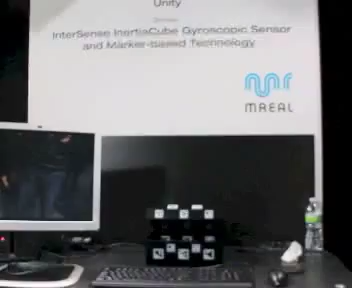 Unity
InterSense InertiaCube Gyroscopic Sensor
and Marker-based Technology
MREAL